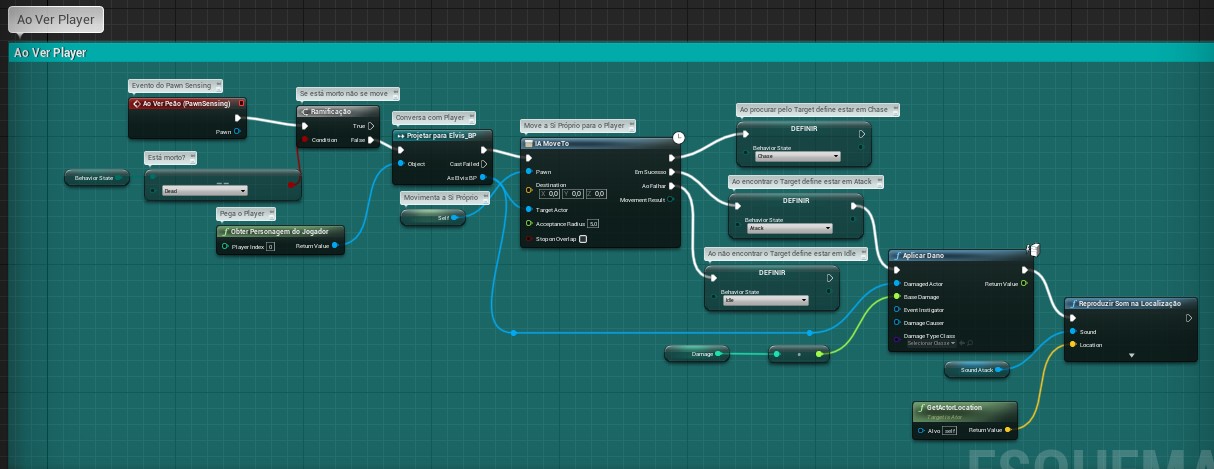 Ao Ver Player
Ao Ver Player
Evento do Pawn Sensing
Ao Ver Peão (PawnSensing)
Pawn
Se está morto não se move
Ramificação
True
Condition
False
Está morto?
Behavior State
==
Dead
Pega o Player
Obter Personagem do Jogador
Player Index
0
Return Value
Conversa com Player
Projetar para Elvis_BP
Object
Cast Failed
As Elvis BP
Movimenta a Si Próprio
Self
Move a Si Próprio para o Player
IA MoveTo
Pawn
Em Sucesso
Destination
Ao Falhar
X 0,0 Y 0,0 Z 0,0
Movement Result
Target Actor
Acceptance Radius
5,0
Stop on Overlap
Ao procurar pelo Target define estar em Chase
DEFINIR
Behavior State
Chase
Ao encontrar o Target define estar em Atack
DEFINIR
Behavior State
Atack
Ao não encontrar o Target define estar em Idle
DEFINIR
Behavior State
Idle
Damage
Aplicar Dano
Damaged Actor
Return Value
Base Damage
Event Instigator
Damage Causer
Damage Type Class
Selecionar Classe
Sound Atack
GetActorLocation
Target is Ator
Alvo
self
Return Value
Reproduzir Som na Localização
Sound
Location
ESQUEMA